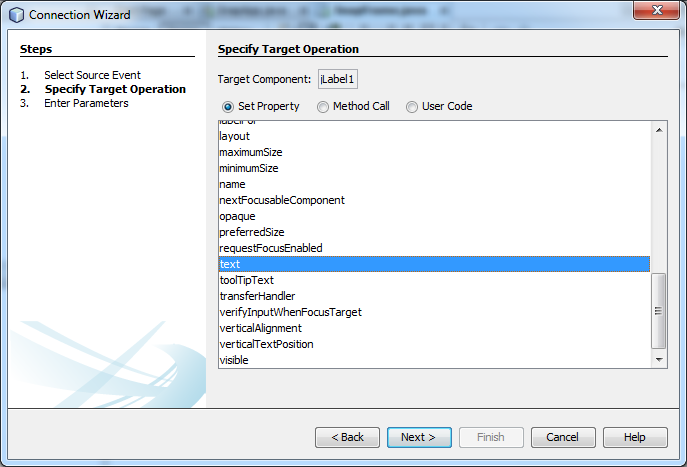 Connection Wizard
Steps
1. Select Source Event
2. Specify Target Operation
3. Enter Parameters
Specify Target Operation
Target Component: jLabel1
Set Property Method Call User Code
layout
maximumSize
minimumSize
name
nextFocusableComponent
opaque
preferredSize
requestFocusEnabled
text
toolTipText
transferHandler
verifyInputWhenFocusTarget
verticalAlignment
verticalTextPosition
visible
< Back Next > Finish Cancel Help